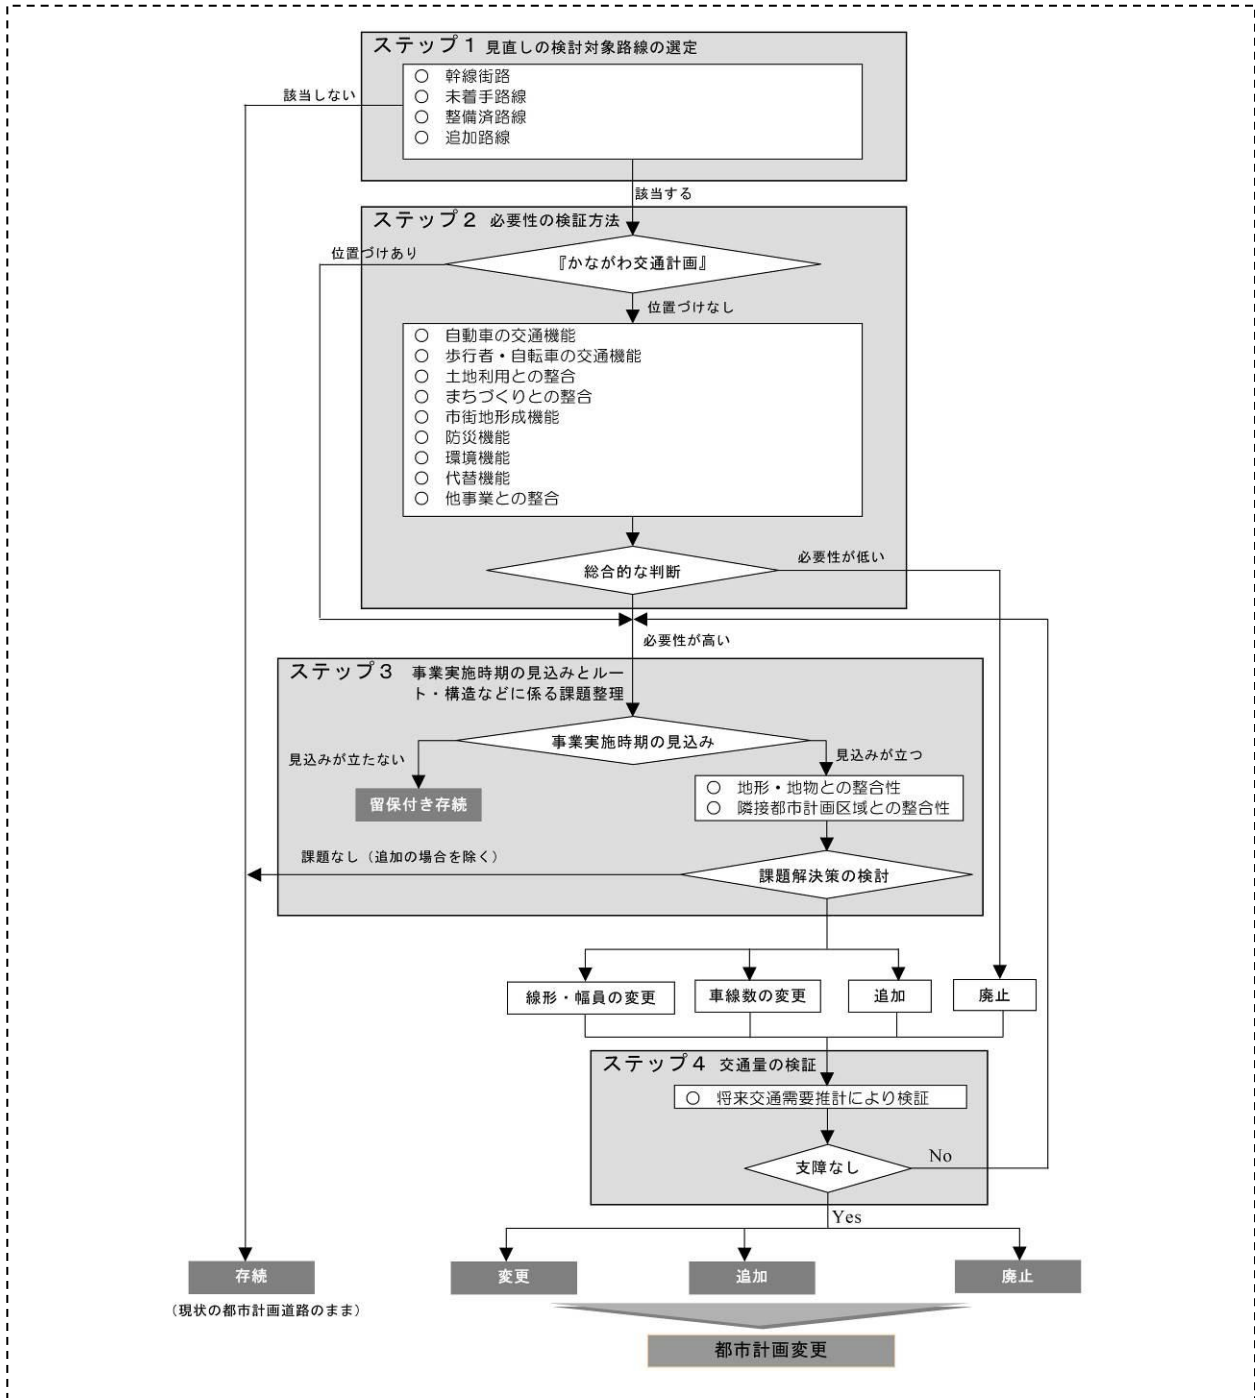 ステップ1 見直しの検討対象路線の選定
○ 幹線街路
○ 未着手路線
○ 整備済路線
○ 追加路線
該当しない
該当する
ステップ2 必要性の検証方法
位置づけあり
『かながわ交通計画』
位置づけなし
○ 自動車の交通機能
○ 歩行者・自転車の交通機能
○ 土地利用との整合
○ まちづくりとの整合
○ 市街地形成機能
○ 防災機能
○ 環境機能
○ 代替機能
○ 他事業との整合
総合的な判断
必要性が低い
必要性が高い
ステップ3 事業実施時期の見込みとルー
ト・構造などに係る課題整理
事業実施時期の見込み
見込みが立たない
見込みが立つ
留保付き存続
○ 地形・地物との整合性
○ 隣接都市計画区域との整合性
課題なし（追加の場合を除く）
課題解決策の検討
線形・幅員の変更
車線数の変更
追加
廃止
ステップ4 交通量の検証
○ 将来交通需要推計により検証
支障なし
No
Yes
存続
（現状の都市計画道路のまま）
変更
追加
廃止
都市計画変更